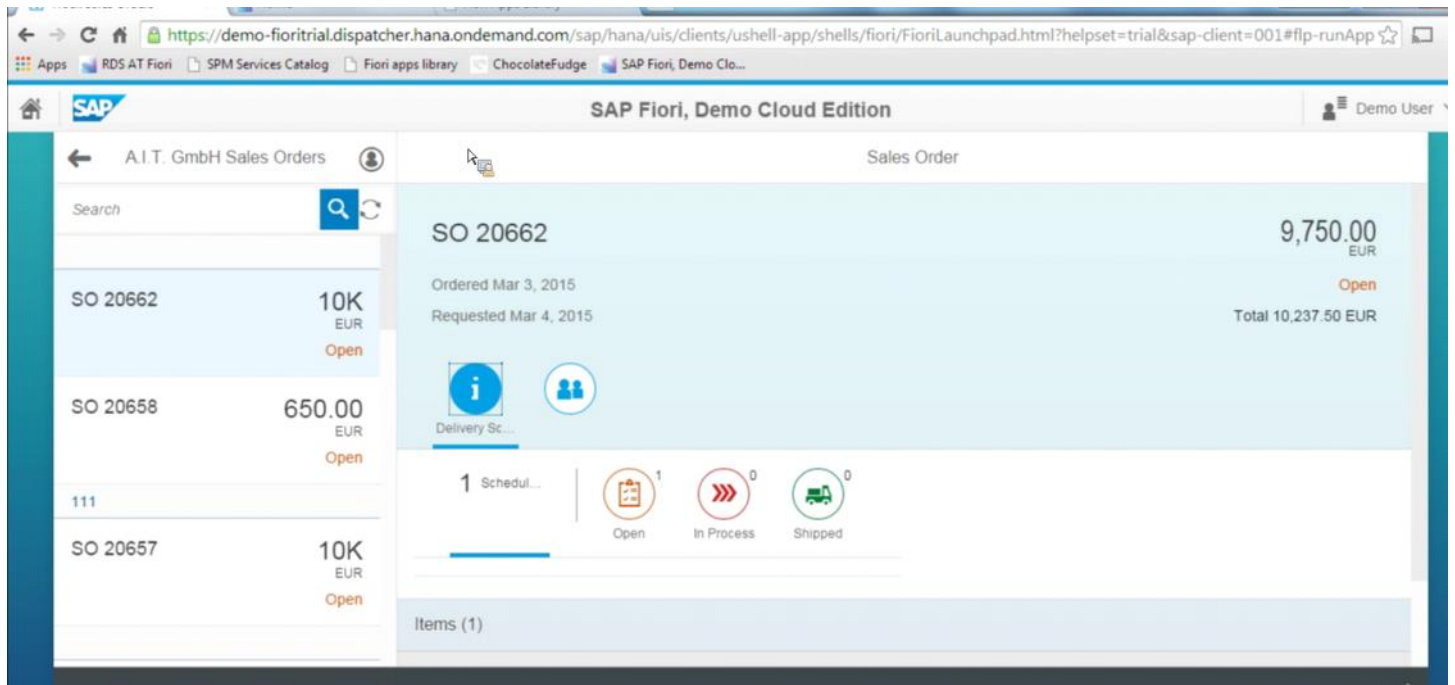 https://demo-fioritrial.dispatcher.hana.ondemand.com/sap/hana/uis/clients/ushell-app/shells/fiori/FioriLaunchpad.html?helpset=trial&sap-client=001#flp-runApp
Apps RDS AT Fiori SPM Services Catalog Fiori apps library ChocolateFudge SAP Fiori, Demo Clo...
SAP SAP Fiori, Demo Cloud Edition Demo User
A.I.T. GmbH Sales Orders
Sales Order
Search
SO 20662 10K
EUR
Open
SO 20658 650.00
EUR
Open
111
SO 20657 10K
EUR
Open
SO 20662 9,750.00
EUR
Ordered Mar 3, 2015 Open
Requested Mar 4, 2015 Total 10,237.50 EUR
i
Delivery Sc...
1 Schedul... 1 0 0
Open In Process Shipped
Items (1)